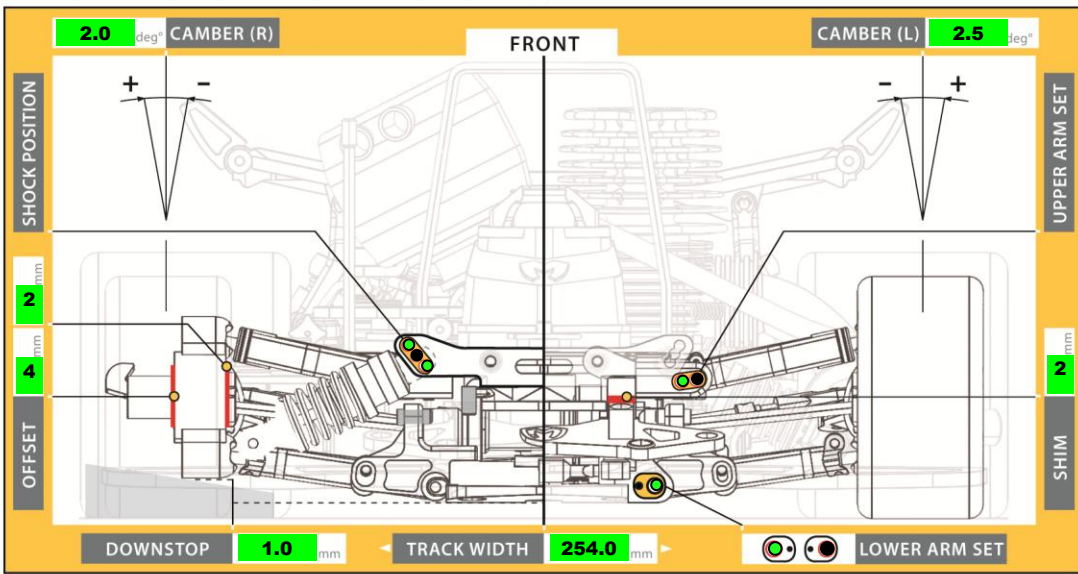 2.0 deg° CAMBER (R)
FRONT
CAMBER (L) 2.5 deg°
+ -
- +
SHOCK POSITION
UPPER ARM SET
2 mm
4 mm
OFFSET
2 mm
SHIM
DOWNSTOP 1.0 mm
TRACK WIDTH 254.0 mm
LOWER ARM SET